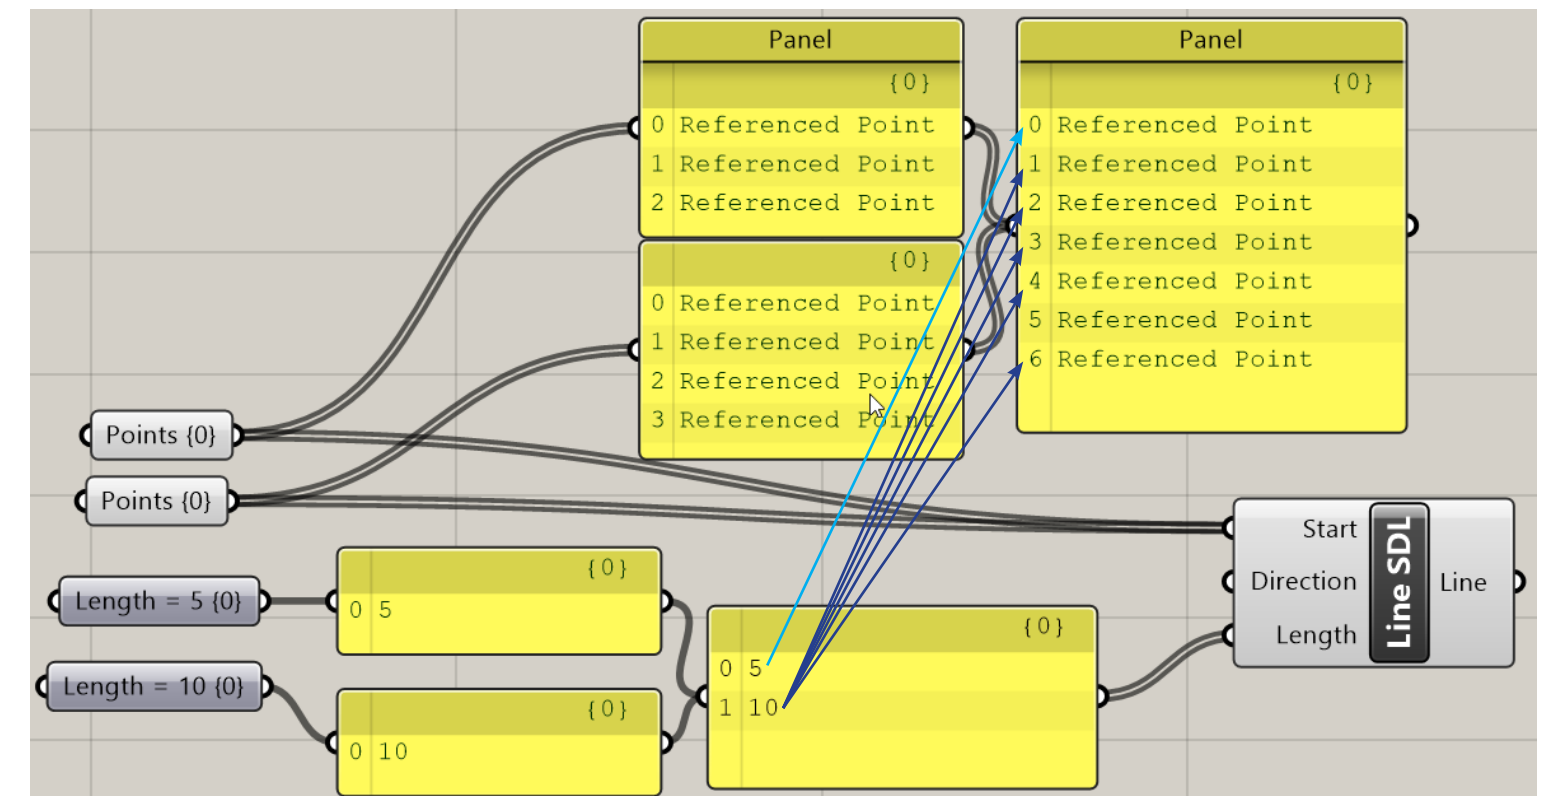 Panel
{0}
0 Referenced Point
1 Referenced Point
2 Referenced Point
{0}
0 Referenced Point
1 Referenced Point
2 Referenced Point
3 Referenced Point
Panel
{0}
0 Referenced Point
1 Referenced Point
2 Referenced Point
3 Referenced Point
4 Referenced Point
5 Referenced Point
6 Referenced Point
Points {0}
Points {0}
Length = 5 {0}
Length = 10 {0}
{0}
0 5
{0}
0 10
{0}
0 5
1 10
Start
Direction
Length
Line SDL
Line